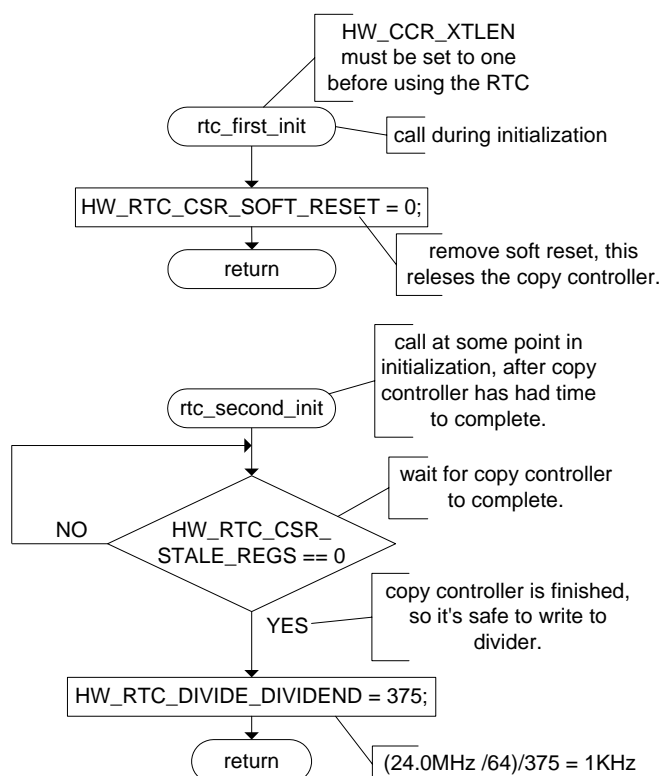 HW_CCR_XTLEN
must be set to one
before using the RTC
rtc_first_init
call during initialization
HW_RTC_CSR_SOFT_RESET = 0;
return
remove soft reset, this
releses the copy controller.
call at some point in
initialization, after copy
controller has had time
to complete.
rtc_second_init
wait for copy controller
to complete.
NO
HW_RTC_CSR_
STALE_REGS == 0
copy controller is finished,
so it's safe to write to
divider.
YES
HW_RTC_DIVIDE_DIVIDEND = 375;
return
(24.0MHz /64)/375 = 1KHz